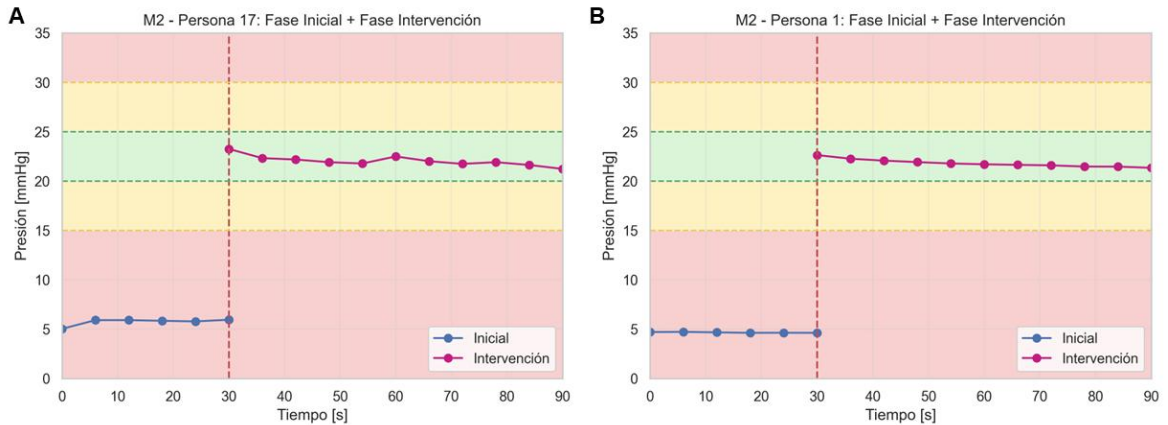 A
M2 - Persona 17: Fase Inicial + Fase Intervención
35
30
25
20
15
10
5
0
Presión [mmHg]
0 10 20 30 40 50 60 70 80 90
Tiempo [s]
Inicial
Intervención
B
M2 - Persona 1: Fase Inicial + Fase Intervención
35
30
25
20
15
10
5
0
Presión [mmHg]
0 10 20 30 40 50 60 70 80 90
Tiempo [s]
Inicial
Intervención